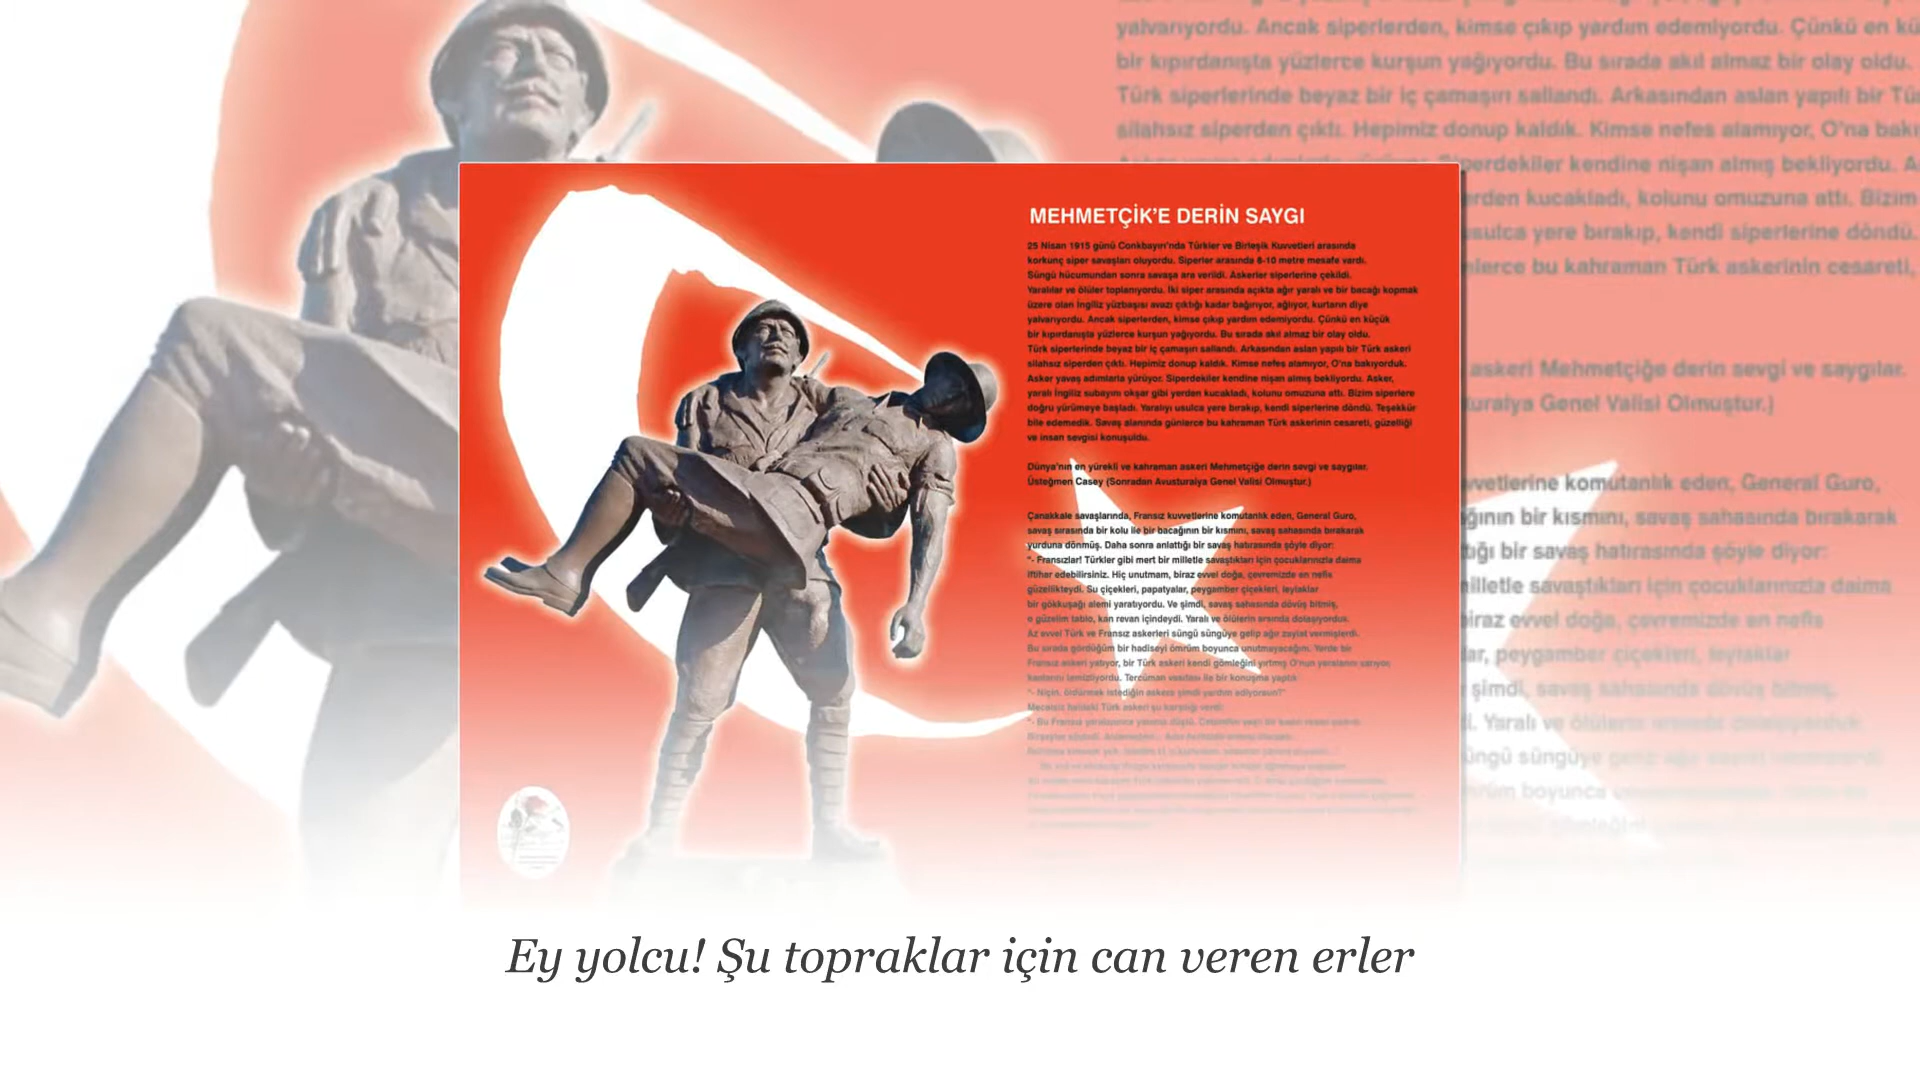 MEHMETÇİK'E DERİN SAYGI
25 Nisan 1915 günü Conkbayırı'nda Türkler ve Birleşik Kuvvetleri arasında
korkunç siper savaşları oluyordu. Siperler arasında 8-10 metre mesafe vardı.
Süngü hücumundan sonra savaşa ara verildi. Askerler siperlerine çekildi.
Yaralılar ve ölüler toplanıyordu. İki siper arasında açıkta ağır yaralı ve bir bacağı kopmak
üzere olan İngiliz yüzbaşısı avazı çıktığı kadar bağırıyor, ağlıyor, kurtarın diye
yalvarıyordu. Ancak siperlerden, kimse çıkıp yardım edemiyordu. Çünkü en küçük
bir kıpırdanışta yüzlerce kurşun yağıyordu. Bu sırada akıl almaz bir olay oldu.
Türk siperlerinde beyaz bir iç çamaşırı sallandı. Arkasından aslan yapılı bir Türk askeri
silahsız siperden çıktı. Hepimiz donup kaldık. Kimse nefes alamıyor, O'na bakıyorduk.
Asker yavaş adımlarla yürüyor. Siperdekiler kendine nişan almış bekliyordu. Asker,
yaralı İngiliz subayını okşar gibi yerden kucakladı, kolunu omuzuna attı. Bizim siperlere
doğru yürümeye başladı. Yaralıyı usulca yere bırakıp, kendi siperlerine döndü. Teşekkür
bile edemedik. Savaş alanında günlerce bu kahraman Türk askerinin cesareti, güzelliği
ve insan sevgisi konuşuldu.
Dünya'nın en yürekli ve kahraman askeri Mehmetçiğe derin sevgi ve saygılar.
Üsteğmen Casey (Sonradan Avusturalya Genel Valisi Olmuştur.)
Çanakkale savaşlarında, Fransız kuvvetlerine komutanlık eden, General Guro,
savaş sırasında bir kolu ile bir bacağının bir kısmını, savaş sahasında bırakarak
yurduna dönmüş. Daha sonra anlattığı bir savaş hatırasında şöyle diyor:
"- Fransızlar! Türkler gibi mert bir milletle savaştıkları için çocuklarınızla daima
iftihar edebilirsiniz. Hiç unutmam, biraz evvel doğa, çevremizde en nefis
güzellikteydi. Su çiçekleri, papatyalar, peygamber çiçekleri, leylaklar
bir gökkuşağı alemi yaratıyordu. Ve şimdi, savaş sahasında dövüş bitmiş,
o güzelim tablo, kan revan içindeydi. Yaralı ve ölülerin arasında dolaşıyorduk.
Az evvel Türk ve Fransız askerleri süngü süngüye gelip ağır zayiat vermişlerdi.
Bu sırada gördüğüm bir hadiseyi ömrüm boyunca unutmayacağım. Yerde bir
Fransız askeri yatıyor, bir Türk askeri kendi gömleğini yırtmış O'nun yaralarını sarıyor,
kanlarını temizliyordu. Tercüman vasıtası ile bir konuşma yaptık
"- Niçin, öldürmek istediğin askere şimdi yardım ediyorsun?"
Mecalsiz haldeki Türk askeri şu karşılığı verdi:
Ey yolcu! Şu topraklar için can veren erler